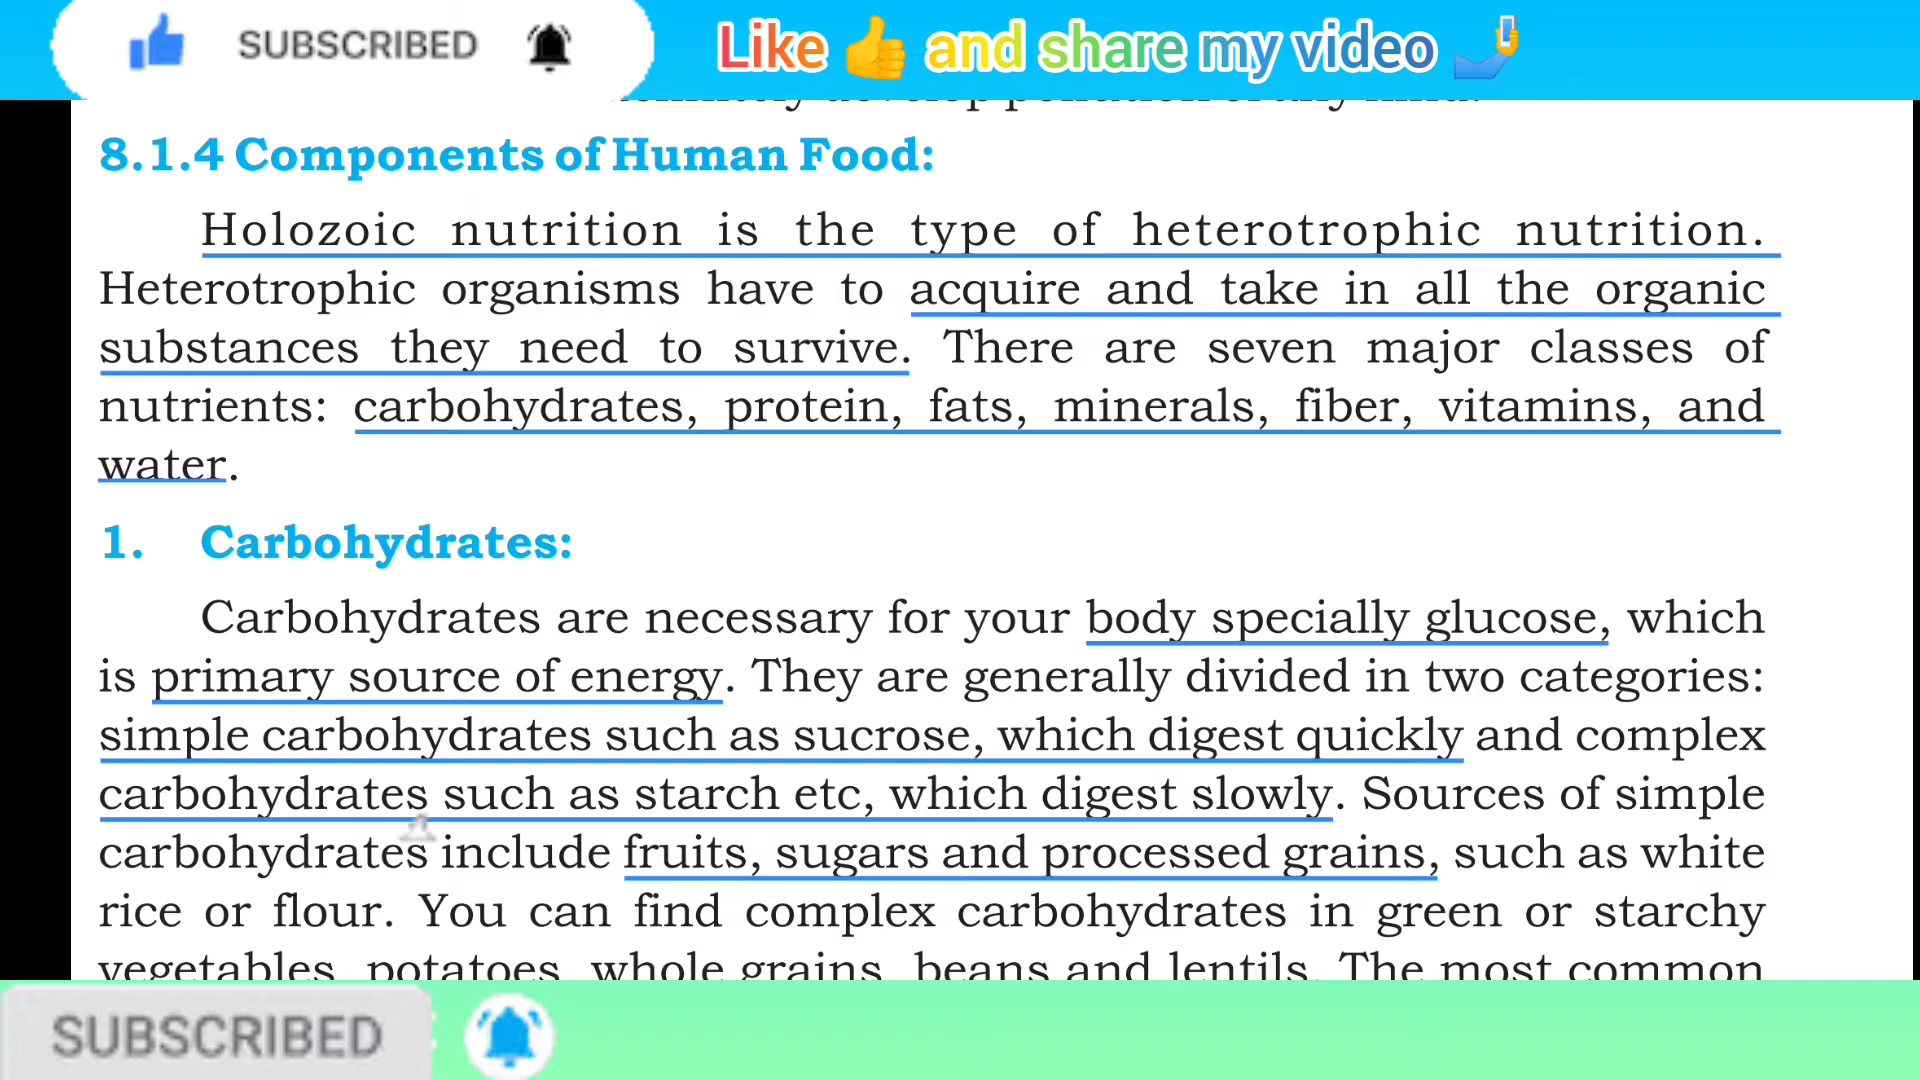 SUBSCRIBED
Like 👍 and share my video 🤳
definitely develop pollution of any kind.
8.1.4 Components of Human Food:
Holozoic nutrition is the type of heterotrophic nutrition.
Heterotrophic organisms have to acquire and take in all the organic
substances they need to survive. There are seven major classes of
nutrients: carbohydrates, protein, fats, minerals, fiber, vitamins, and
water.
1. Carbohydrates:
Carbohydrates are necessary for your body specially glucose, which
is primary source of energy. They are generally divided in two categories:
simple carbohydrates such as sucrose, which digest quickly and complex
carbohydrates such as starch etc, which digest slowly. Sources of simple
carbohydrates include fruits, sugars and processed grains, such as white
rice or flour. You can find complex carbohydrates in green or starchy
vegetables, potatoes, whole grains, beans and lentils. The most common
SUBSCRIBED